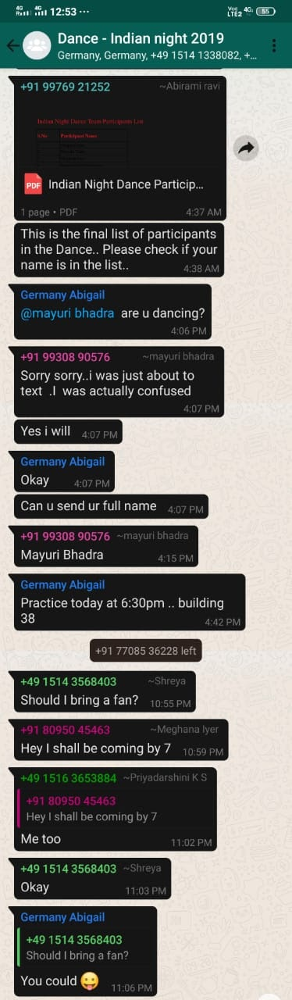 4G 4G 12:53 ...
Vo) LTE2 4G 55
Dance - Indian night 2019
Germany, Germany, +49 1514 1338082, +...
+91 99769 21252 ~Abirami ravi
Indian Night Dance Team Participants List
S.No Participant Name
PDF Indian Night Dance Particip...
1 page • PDF 4:37 AM
This is the final list of participants
in the Dance.. Please check if your
name is in the list.. 4:38 AM
Germany Abigail
@mayuri bhadra are u dancing?
4:06 PM
+91 99308 90576 ~mayuri bhadra
Sorry sorry..i was just about to
text .I was actually confused
4:07 PM
Yes i will 4:07 PM
Germany Abigail
Okay 4:07 PM
Can u send ur full name 4:07 PM
+91 99308 90576 ~mayuri bhadra
Mayuri Bhadra 4:15 PM
Germany Abigail
Practice today at 6:30pm .. building
38 4:42 PM
+91 77085 36228 left
+49 1514 3568403 ~Shreya
Should I bring a fan? 10:55 PM
+91 80950 45463 ~Meghana Iyer
Hey I shall be coming by 7 10:59 PM
+49 1516 3653884 ~Priyadarshini K S
+91 80950 45463
Hey I shall be coming by 7
Me too 11:02 PM
+49 1514 3568403 ~Shreya
Okay 11:03 PM
Germany Abigail
+49 1514 3568403
Should I bring a fan?
You could 😛 11:06 PM